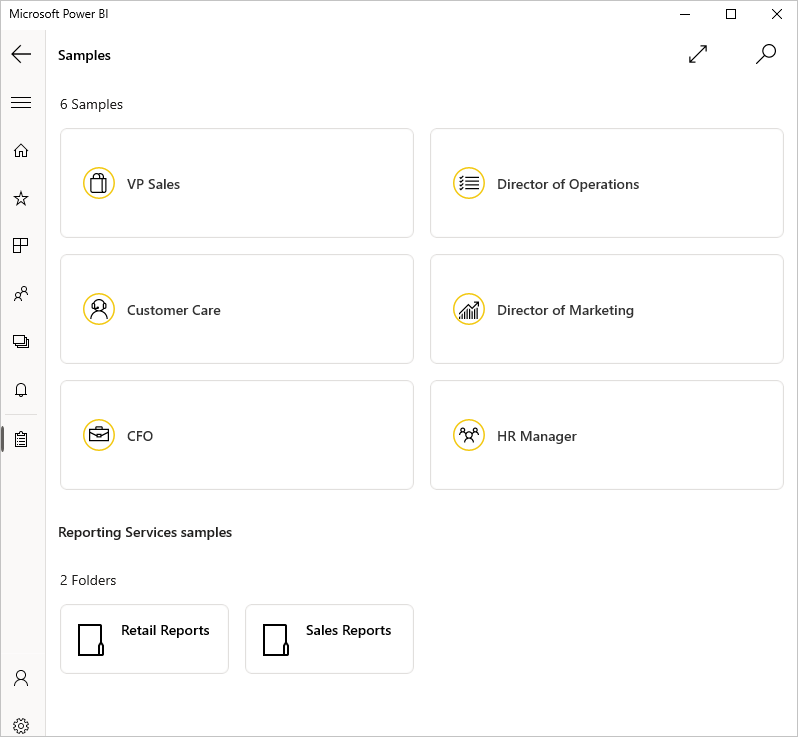 Microsoft Power BI
Samples
6 Samples
VP Sales
Director of Operations
Customer Care
Director of Marketing
CFO
HR Manager
Reporting Services samples
2 Folders
Retail Reports
Sales Reports